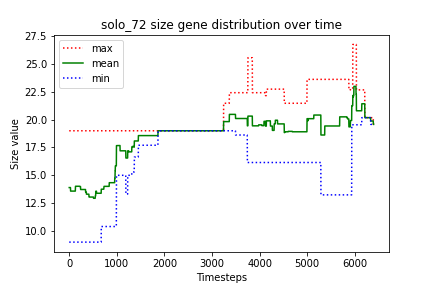 solo_72 size gene distribution over time
max
mean
min
Size value
27.5
25.0
22.5
20.0
17.5
15.0
12.5
10.0
0 1000 2000 3000 4000 5000 6000
Timesteps